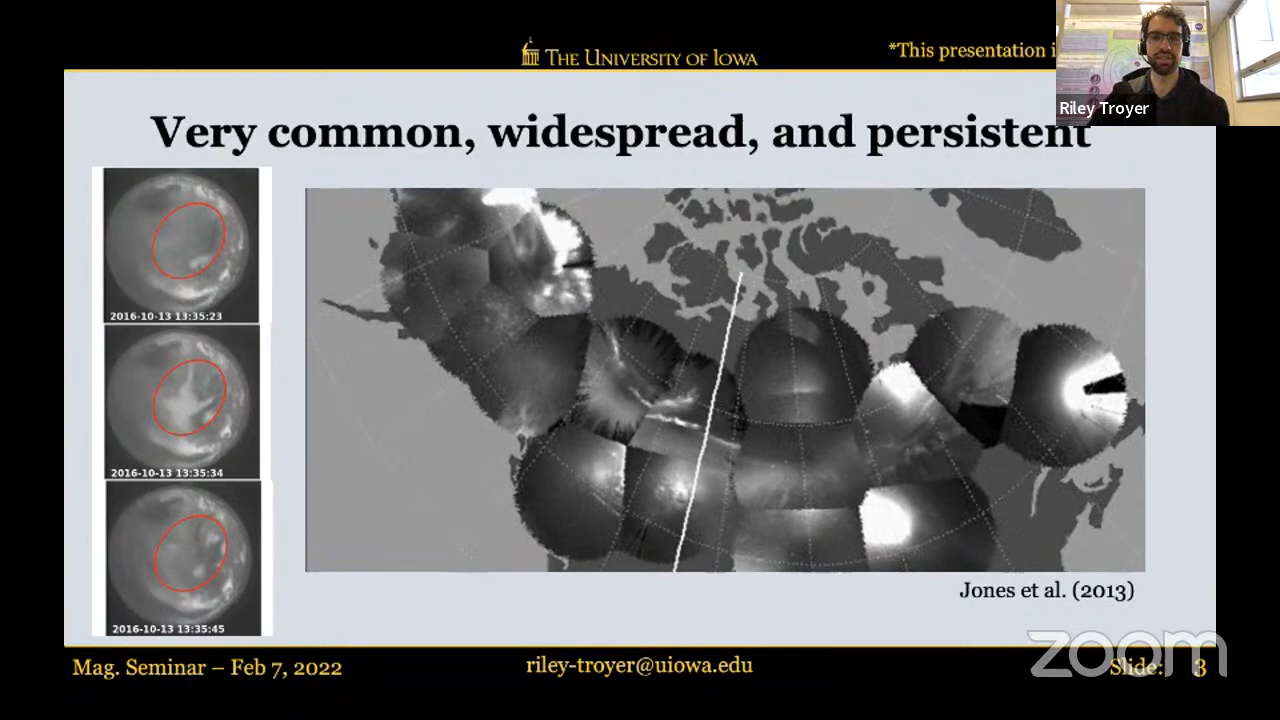 THE UNIVERSITY OF IOWA
*This presentation i
Riley Troyer
Very common, widespread, and persistent
2016-10-13 13:35:23
2016-10-13 13:35:34
2016-10-13 13:35:45
Jones et al. (2013)
zoom
Mag. Seminar – Feb 7, 2022
riley-troyer@uiowa.edu
Slide: 3